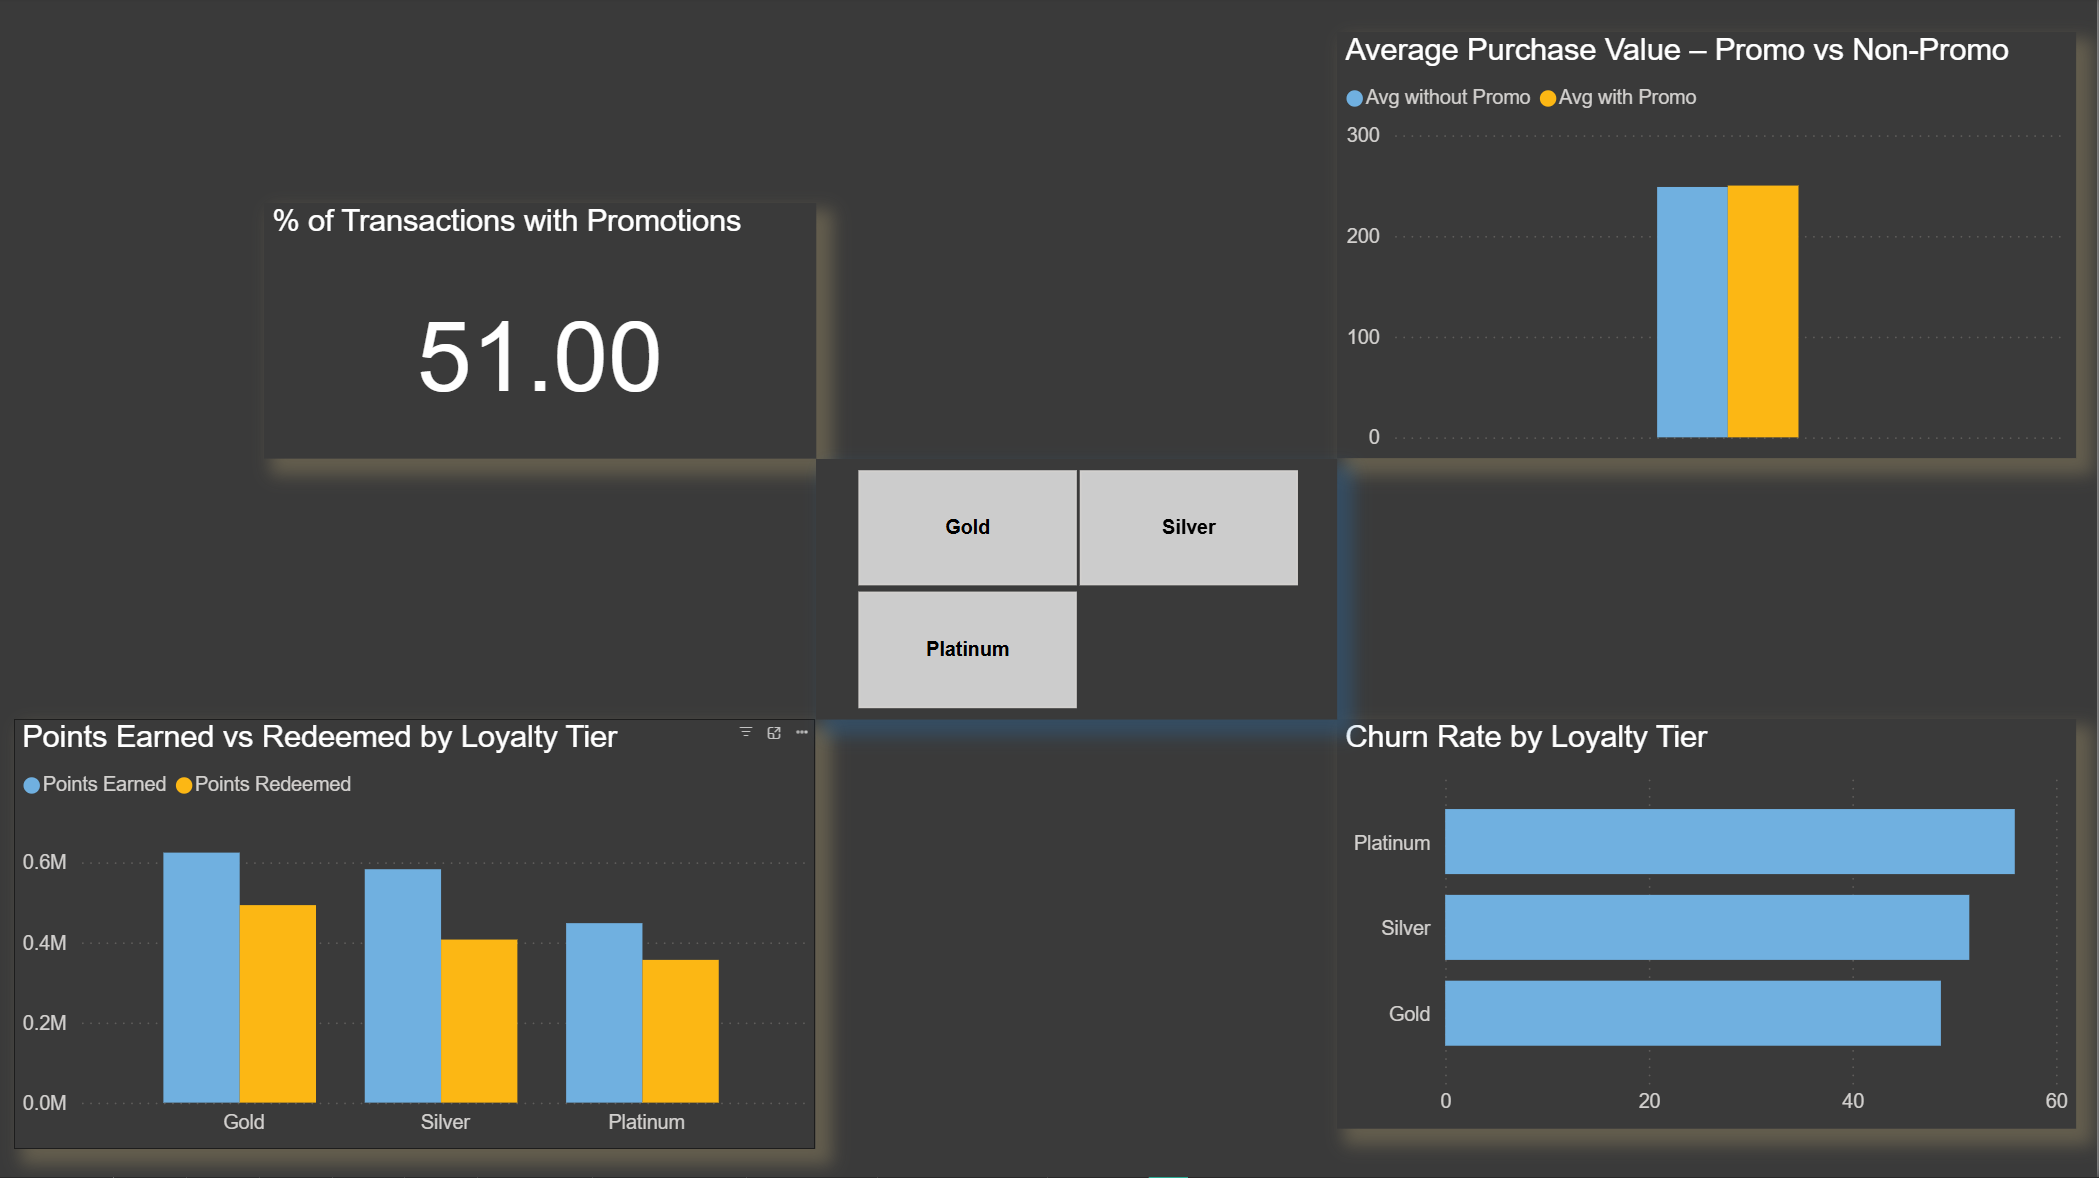 Average Purchase Value – Promo vs Non-Promo
Avg without Promo Avg with Promo
300
200
100
0
% of Transactions with Promotions
51.00
Gold Silver
Platinum
Points Earned vs Redeemed by Loyalty Tier
Points Earned Points Redeemed
0.6M
0.4M
0.2M
0.0M
Gold Silver Platinum
Churn Rate by Loyalty Tier
Platinum
Silver
Gold
0 20 40 60